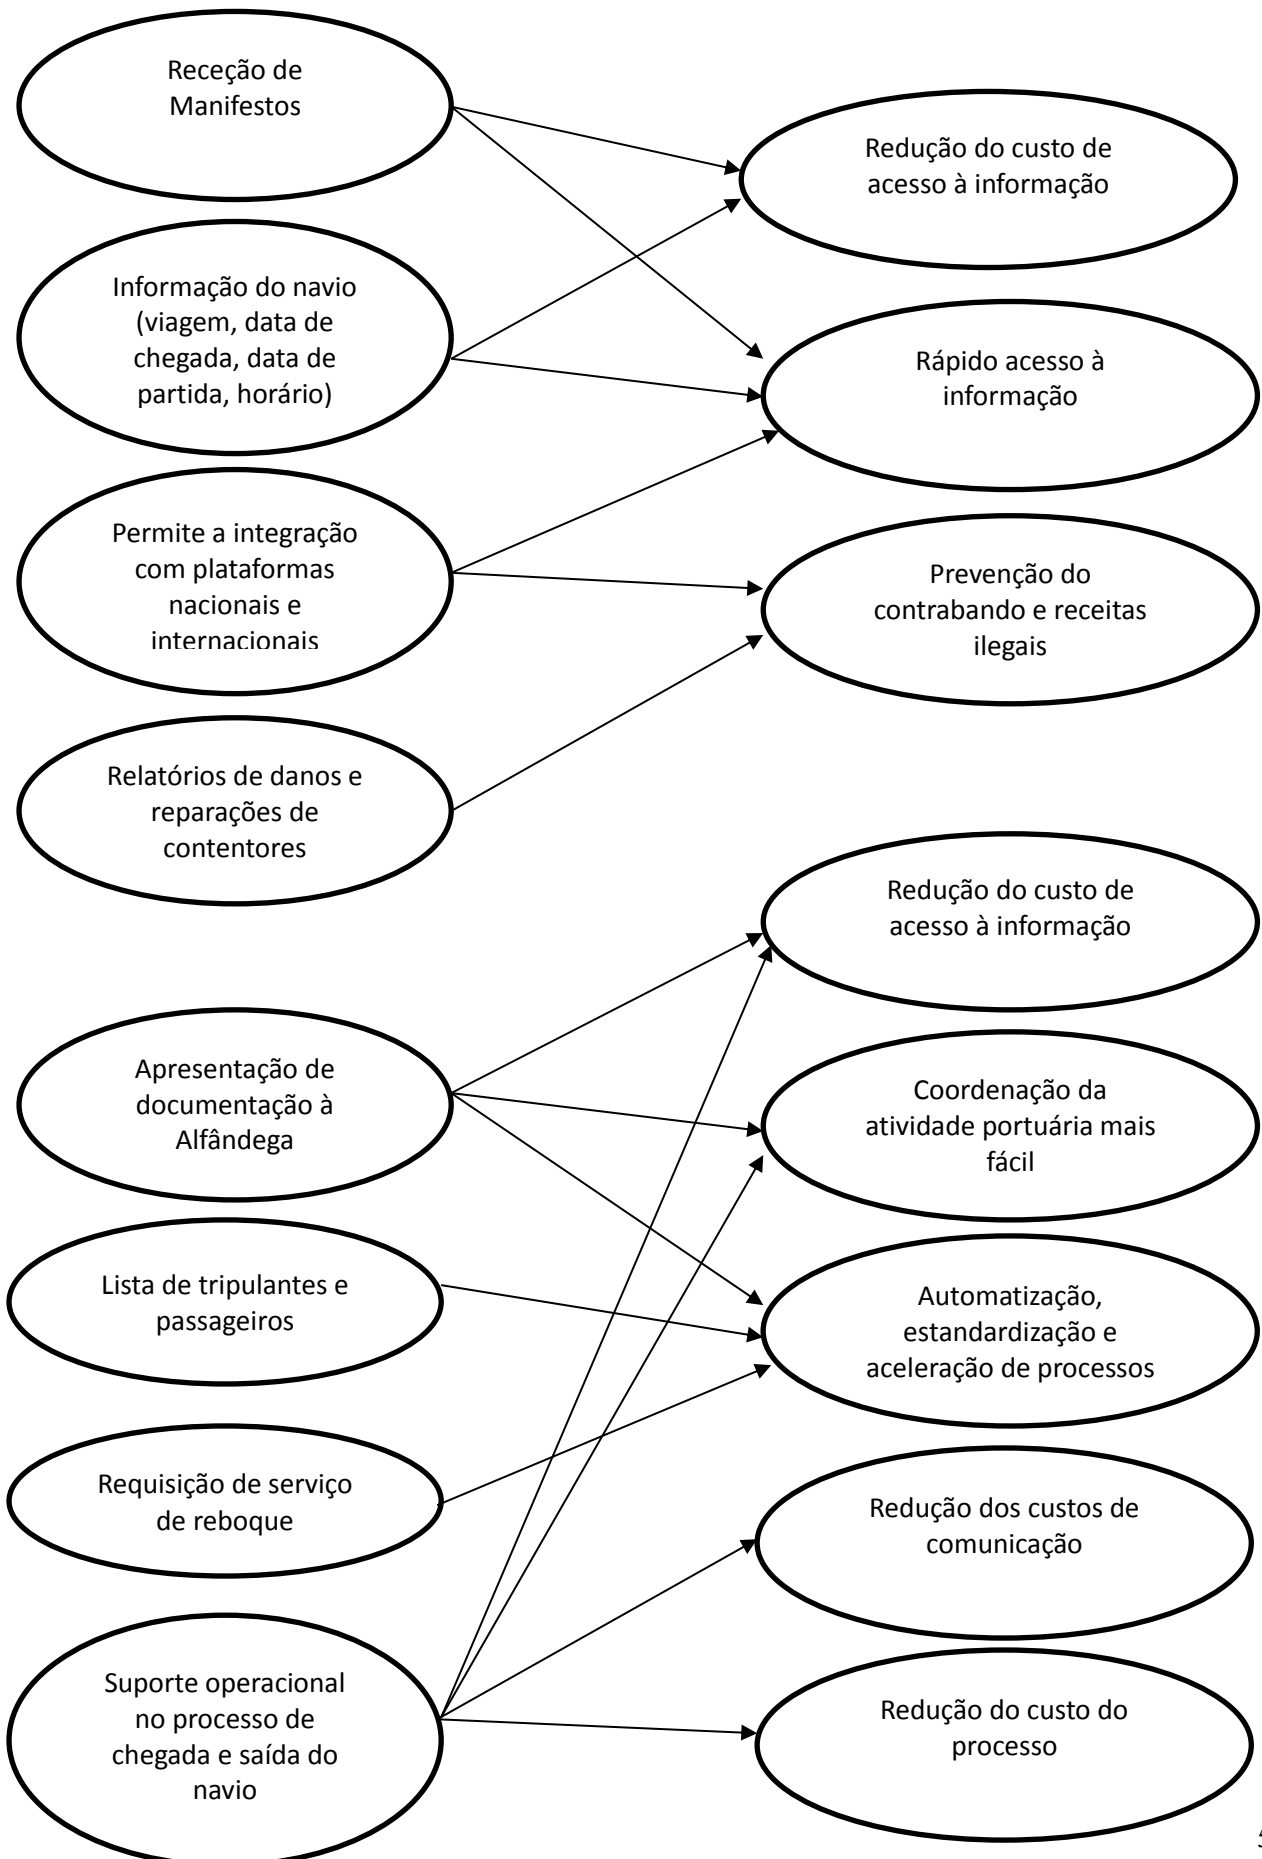 Receção de
Manifestos
Redução do custo de
acesso à informação
Informação do navio
(viagem, data de
chegada, data de
partida, horário)
Rápido acesso à
informação
Permite a integração
com plataformas
nacionais e
internacionais
Prevenção do
contrabando e receitas
ilegais
Relatórios de danos e
reparações de
contentores
Redução do custo de
acesso à informação
Apresentação de
documentação à
Alfândega
Coordenação da
atividade portuária mais
fácil
Lista de tripulantes e
passageiros
Automatização,
estandardização e
aceleração de processos
Requisição de serviço
de reboque
Redução dos custos de
comunicação
Suporte operacional
no processo de
chegada e saída do
navio
Redução do custo do
processo